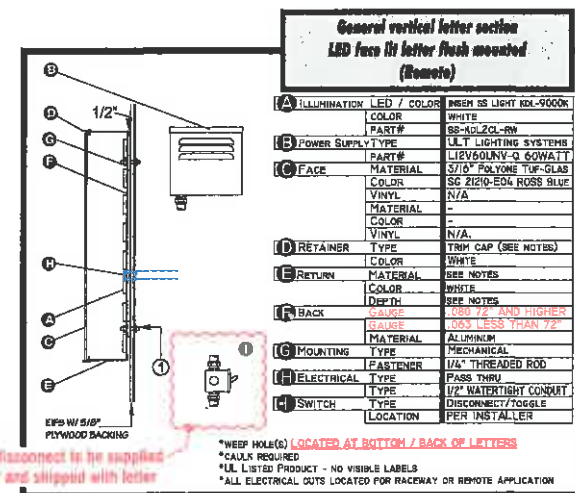 General vertical letter section
LED face lit letter flush mounted
(Remote)
B
D
1/2"
G
F
H
A
C
E
1
I
EIFS W/ 5/8"
PLYWOOD BACKING
disconnect to be supplied
and shipped with letter
A ILLUMINATION LED / COLOR INSEM SS LIGHT KDL-9000K
COLOR WHITE
PART# SS-KDL2CL-RW
B POWER SUPPLY TYPE ULT LIGHTING SYSTEMS
PART# L12V60UNV-Q 60WATT
C FACE MATERIAL 3/16" POLYONE TUF-GLAS
COLOR SG 21210-E04 ROSS BLUE
VINYL N/A
MATERIAL -
COLOR -
VINYL N/A.
D RETAINER TYPE TRIM CAP (SEE NOTES)
COLOR WHITE
E RETURN MATERIAL SEE NOTES
COLOR WHITE
DEPTH SEE NOTES
F BACK GAUGE .080 72" AND HIGHER
GAUGE .063 LESS THAN 72"
MATERIAL ALUMINUM
G MOUNTING TYPE MECHANICAL
FASTENER 1/4" THREADED ROD
H ELECTRICAL TYPE PASS THRU
TYPE 1/2" WATERTIGHT CONDUIT
I SWITCH TYPE DISCONNECT/TOGGLE
LOCATION PER INSTALLER
*WEEP HOLE(S) LOCATED AT BOTTOM / BACK OF LETTERS
*CAULK REQUIRED
*UL LISTED PRODUCT - NO VISIBLE LABELS
*ALL ELECTRICAL OUTS LOCATED FOR RACEWAY OR REMOTE APPLICATION